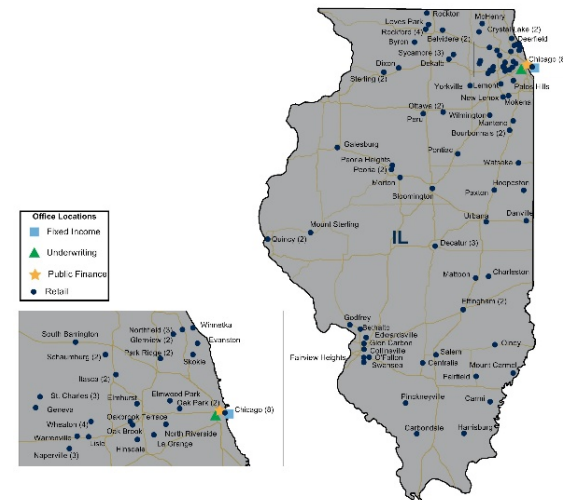 Rockton
McHenry
Loves Park
Rockford (4)
Crystal Lake (2)
Belvidere (2)
Deerfield
Byron
Sycamore (3)
Chicago (8
Dixon
Dekalb
Sterling (2)
Yorkville
Lemont
Palos Hills
New Lenox
Mokena
Ottawa (2)
Wilmington
Peru
Manteno
Bourbonnais (2)
Galesburg
Pontiac
Peoria Heights
Watseka
Peoria (2)
Morton
Hoopeston
Bloomington
Paxton
Urbana
Danville
Mount Sterling
IL
Quincy (2)
Decatur (3)
Mattoon
Charleston
Effingham (2)
Godfrey
Bethalto
Edwardsville
Glen Carbon
Collinsville
O'Fallon
Fairview Heights
Swansea
Salem
Centralia
Olney
Mount Carmel
Fairfield
Pinckneyville
Carmi
Carbondale
Harrisburg
Office Locations
Fixed Income
Underwriting
Public Finance
Retail
Northfield (3)
Winnetka
South Barrington
Glenview (2)
Evanston
Schaumburg (2)
Park Ridge (2)
Skokie
Itasca (2)
St. Charles (3)
Elmhurst
Elmwood Park
Oak Park (2)
Geneva
Chicago (8)
Wheaton (4)
Oakbrook Terrace
Oak Brook
North Riverside
Warrenville
Lisle
Hinsdale
La Grange
Naperville (3)